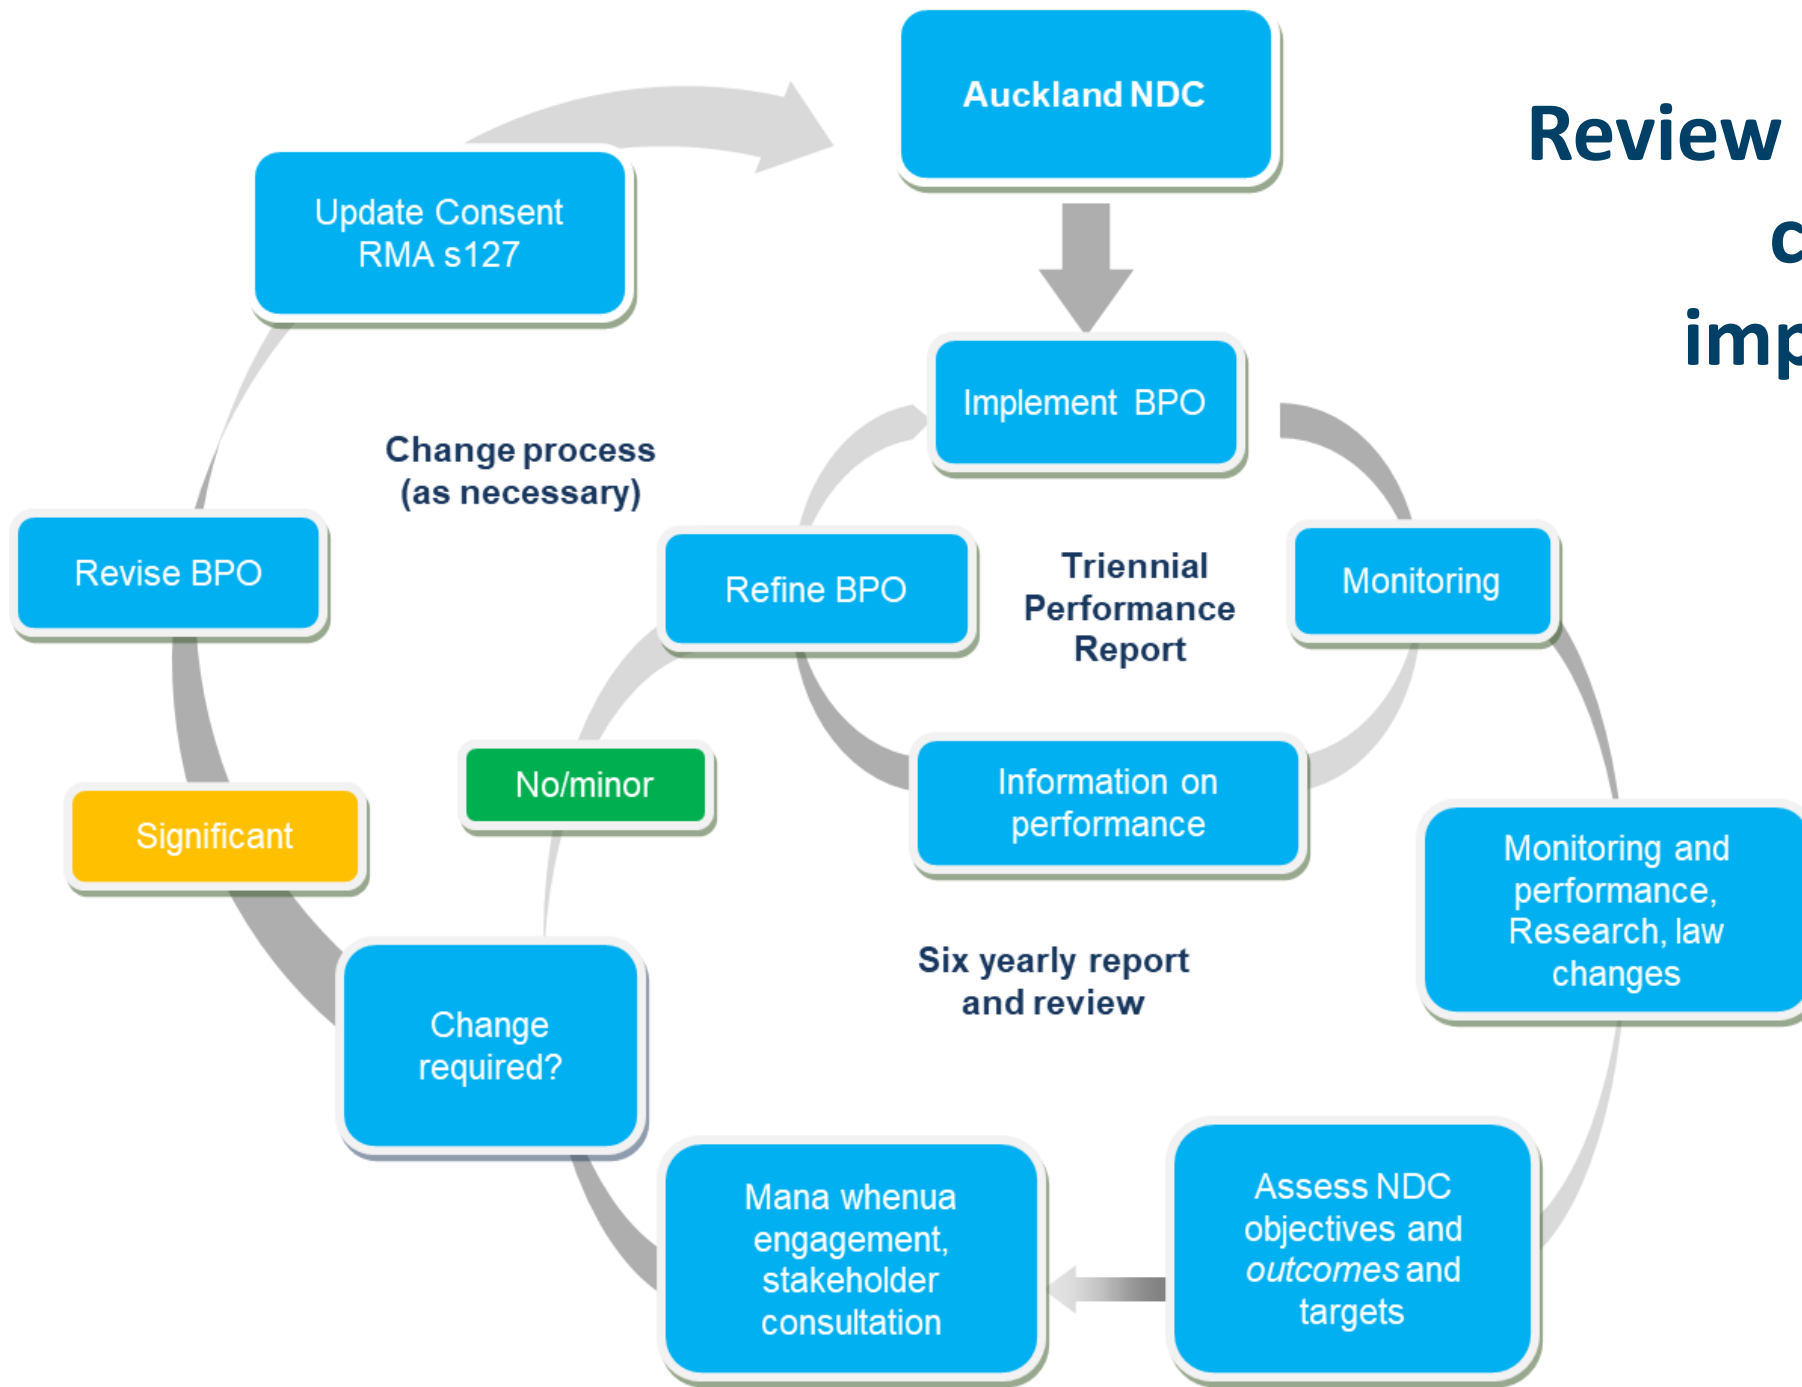 Auckland NDC
Review
c
imp
Update Consent
RMA s127
Implement BPO
Change process
(as necessary)
Revise BPO
Refine BPO
Triennial
Performance
Report
Monitoring
No/minor
Information on
performance
Significant
Monitoring and
performance,
Research, law
changes
Six yearly report
and review
Change
required?
Mana whenua
engagement,
stakeholder
consultation
Assess NDC
objectives and
outcomes and
targets